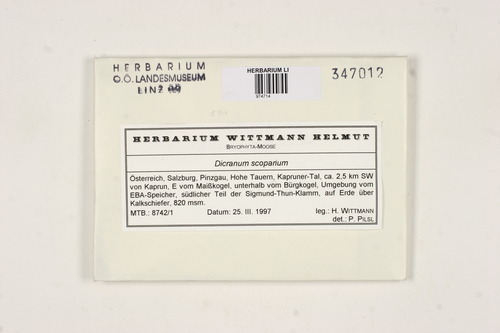 HERBARIUM
O.Ö. LANDESMUSEUM
LINZ
HERBARIUM LI
974714
347012
HERBARIUM WITTMANN HELMUT
BRYOPHYTA-MOOSE
Dicranum scoparium
Österreich, Salzburg, Pinzgau, Hohe Tauern, Kapruner-Tal, ca. 2,5 km SW
von Kaprun, E vom Maißkogel, unterhalb vom Bürgkogel, Umgebung vom
EBA-Speicher, südlicher Teil der Sigmund-Thun-Klamm, auf Erde über
Kalkschiefer, 820 msm.
MTB.: 8742/1 Datum: 25. III. 1997 leg.: H. WITTMANN
det.: P. PILSL